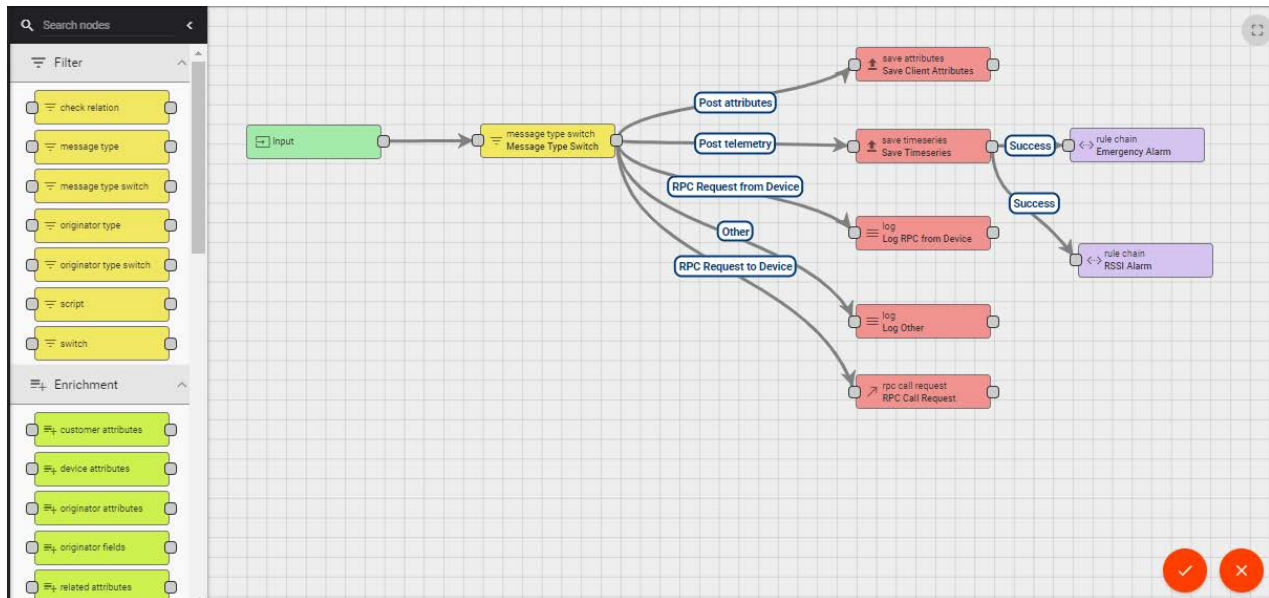 Search nodes
Filter
check relation
message type
message type switch
originator type
originator type switch
script
switch
Enrichment
customer attributes
device attributes
originator attributes
originator fields
related attributes
Input
message type switch
Message Type Switch
Post attributes
Post telemetry
RPC Request from Device
Other
RPC Request to Device
save attributes
Save Client Attributes
save timeseries
Save Timeseries
log
Log RPC from Device
log
Log Other
rpc call request
RPC Call Request
Success
Success
rule chain
Emergency Alarm
rule chain
RSSI Alarm